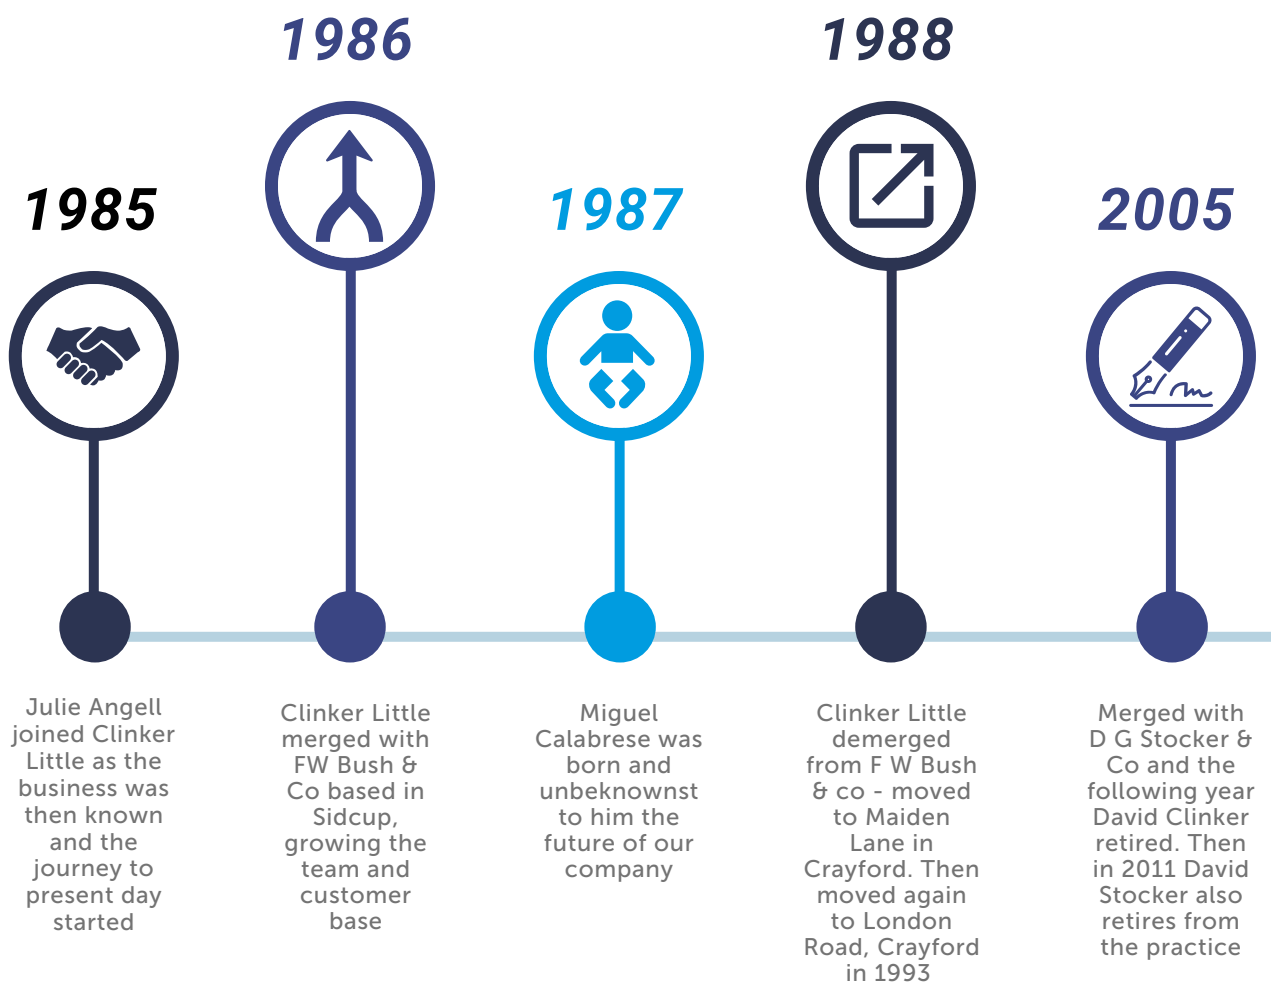 1985
Julie Angell
joined Clinker
Little as the
business was
then known
and the
journey to
present day
started
1986
Clinker Little
merged with
FW Bush &
Co based in
Sidcup,
growing the
team and
customer
base
1987
Miguel
Calabrese was
born and
unbeknownst
to him the
future of our
company
1988
Clinker Little
demerged
from F W Bush
& co - moved
to Maiden
Lane in
Crayford. Then
moved again
to London
Road, Crayford
in 1993
2005
Merged with
D G Stocker &
Co and the
following year
David Clinker
retired. Then
in 2011 David
Stocker also
retires from
the practice